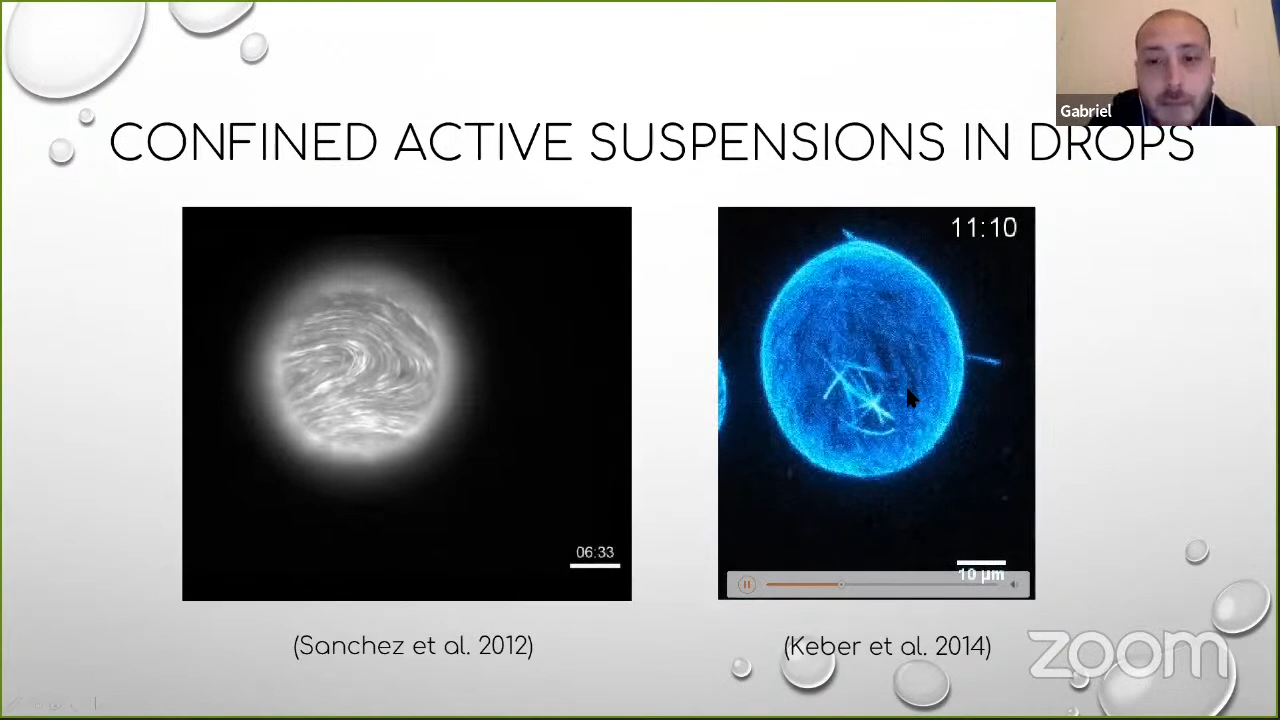 Gabriel
CONFINED ACTIVE SUSPENSIONS IN DROPS
11:10
06:33
10 µm
(Sanchez et al. 2012)
(Keber et al. 2014)
zoom